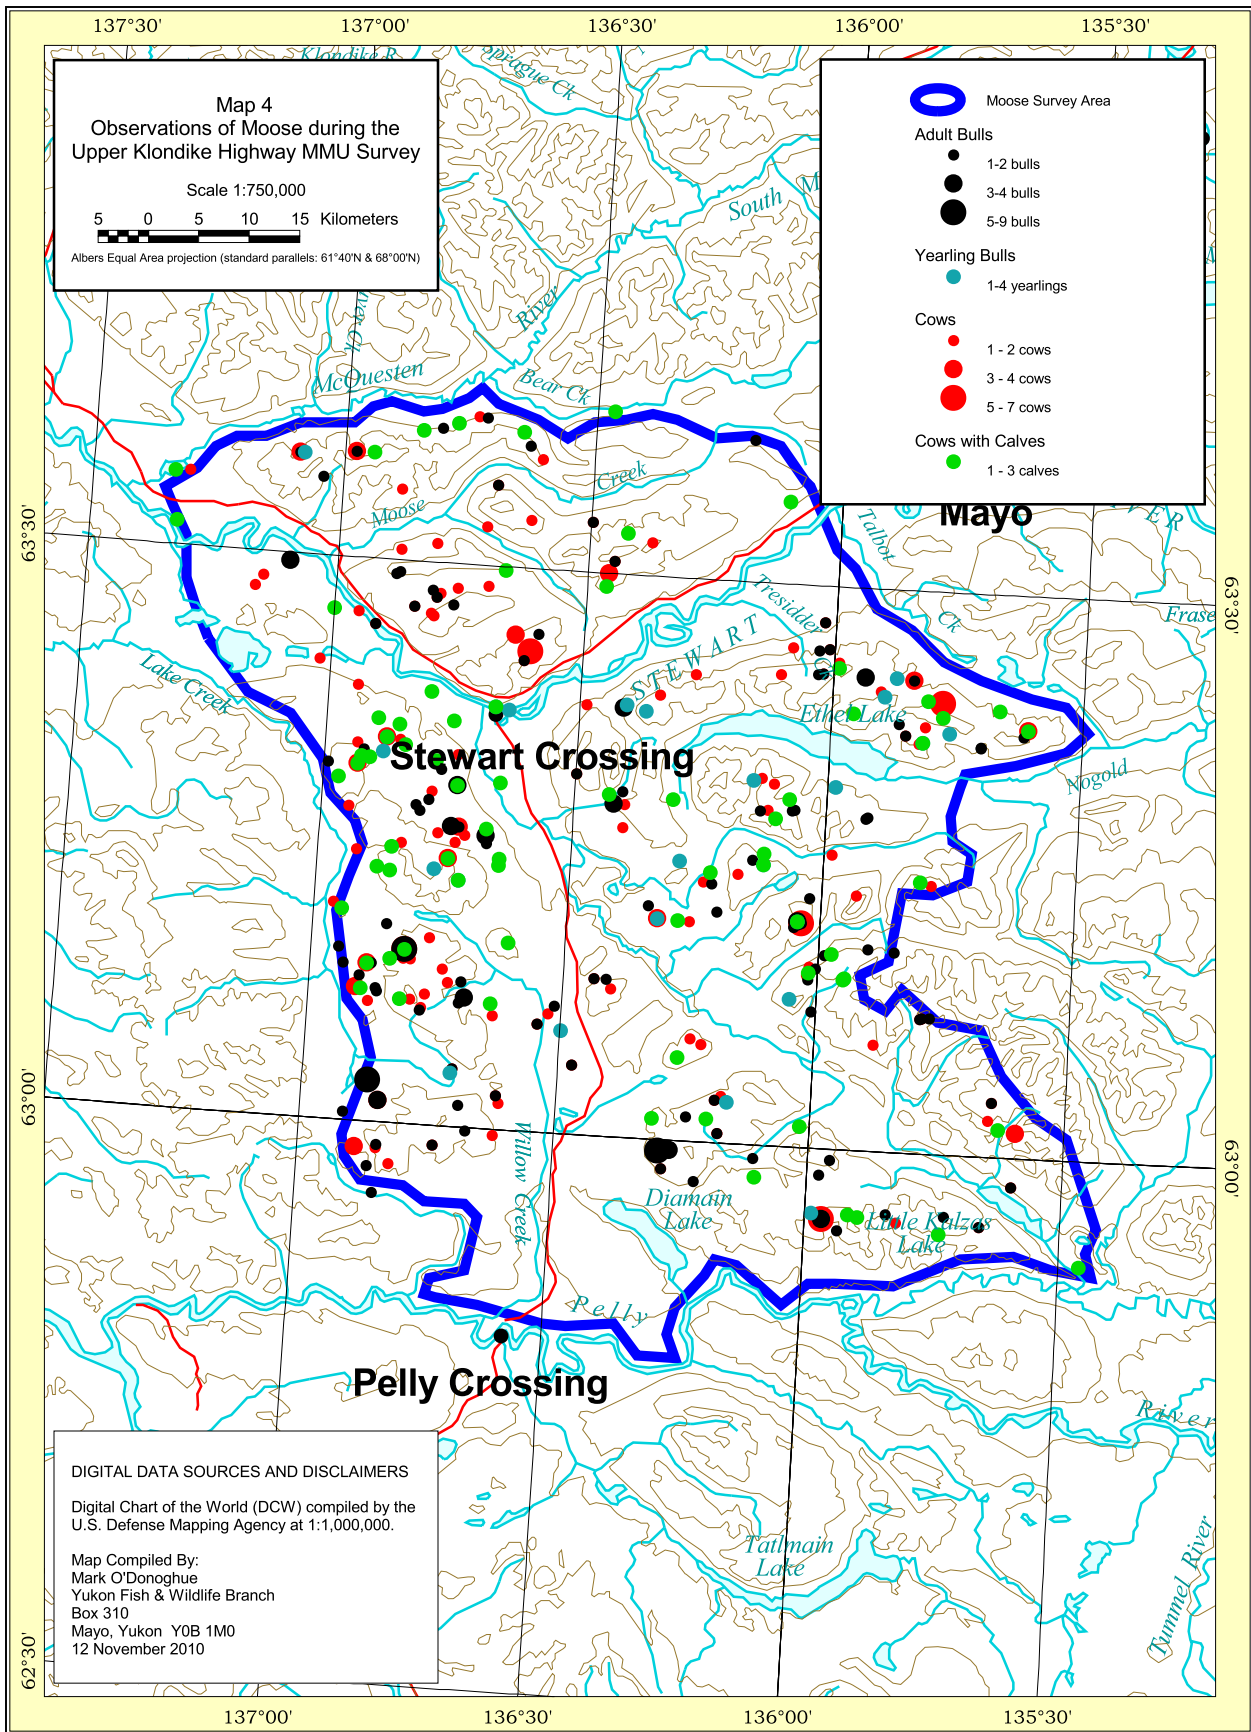 137°30'
137°00'
136°30'
136°00'
135°30'
Map 4
Observations of Moose during the
Upper Klondike Highway MMU Survey
Scale 1:750,000
5 0 5 10 15 Kilometers
Albers Equal Area projection (standard parallels: 61°40'N & 68°00'N)
Moose Survey Area
Adult Bulls
1-2 bulls
3-4 bulls
5-9 bulls
Yearling Bulls
1-4 yearlings
Cows
1 - 2 cows
3 - 4 cows
5 - 7 cows
Cows with Calves
1 - 3 calves
Klondike R
Sprague Ck
South M
River
McQuesten
Bear Ck
Moose
Creek
Mayo
Talbot
Ck
63°30'
63°30'
Tresidder
Frase
STEWART
Lake Creek
Ethel Lake
Stewart Crossing
Nogold
63°00'
63°00'
Willow Creek
Diamain
Lake
Little Kalzas
Lake
Pelly
Pelly Crossing
River
DIGITAL DATA SOURCES AND DISCLAIMERS
Digital Chart of the World (DCW) compiled by the
U.S. Defense Mapping Agency at 1:1,000,000.
Map Compiled By:
Mark O'Donoghue
Yukon Fish & Wildlife Branch
Box 310
Mayo, Yukon Y0B 1M0
12 November 2010
Tatlmain
Lake
Tummel River
62°30'
137°00'
136°30'
136°00'
135°30'